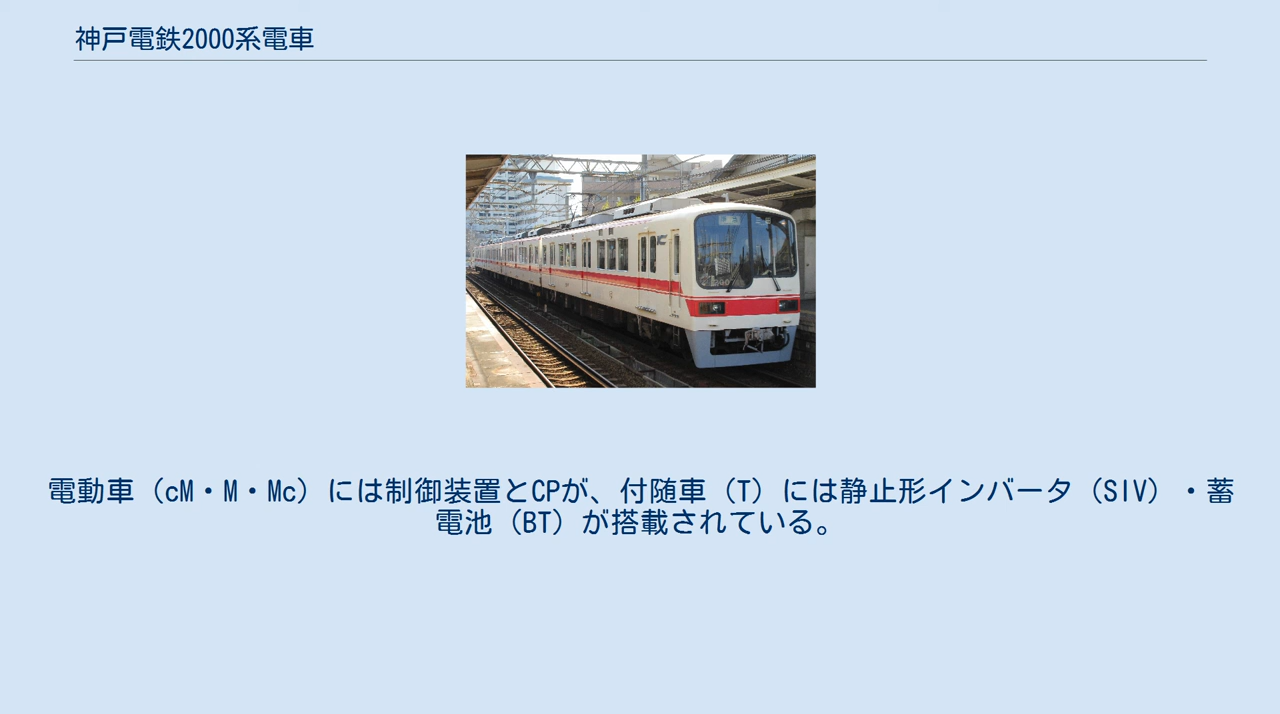 神戸電鉄2000系電車
電動車（cM・M・Mc）には制御装置とCPが、付随車（T）には静止形インバータ（SIV）・蓄
電池（BT）が搭載されている。